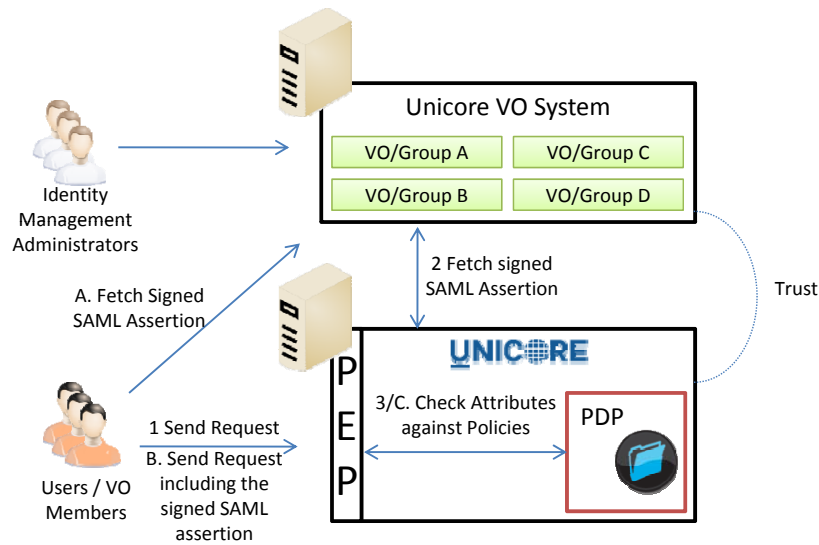 Unicore VO System
VO/Group A
VO/Group C
VO/Group B
VO/Group D
Identity
Management
Administrators
A. Fetch Signed
SAML Assertion
2 Fetch signed
SAML Assertion
Trust
UNICORE
P
E
P
3/C. Check Attributes
against Policies
PDP
1 Send Request
B. Send Request
including the
signed SAML
assertion
Users / VO
Members